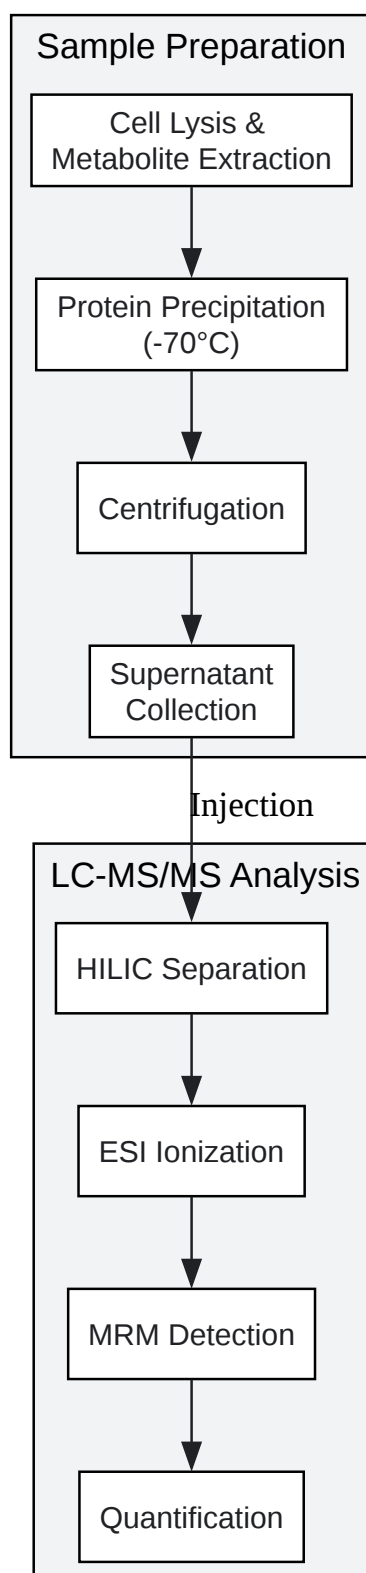 Sample Preparation
Cell Lysis &
Metabolite Extraction
Protein Precipitation
(-70°C)
Centrifugation
Supernatant
Collection
Injection
LC-MS/MS Analysis
HILIC Separation
ESI Ionization
MRM Detection
Quantification